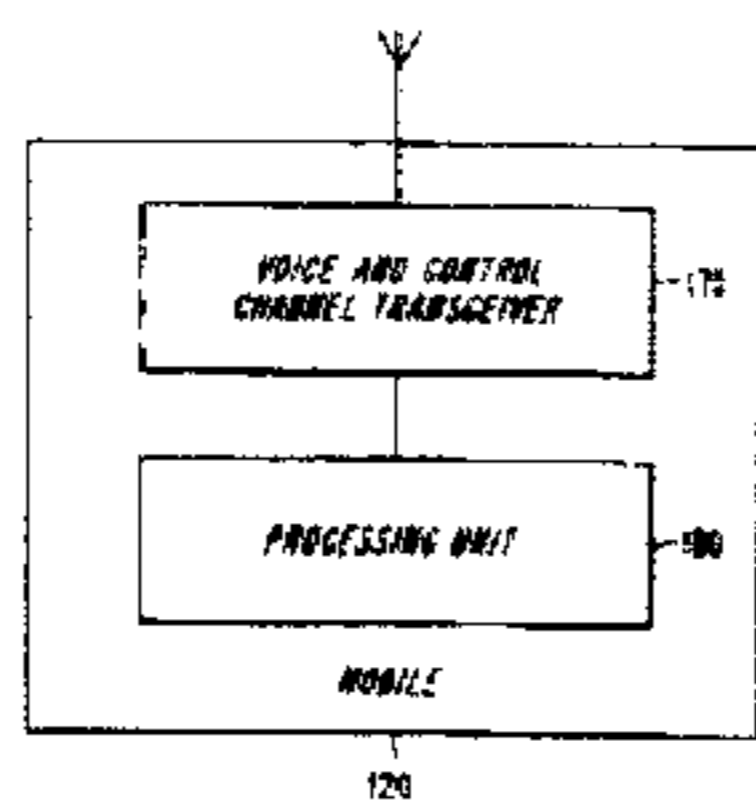 VOICE AND CONTROL
CHANNEL TRANSCEIVER
PROCESSING UNIT
MOBILE
120